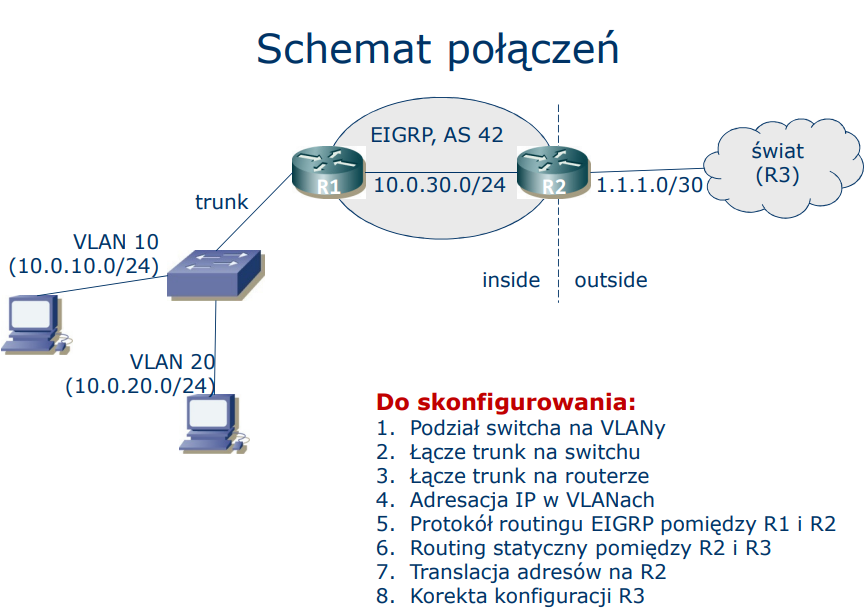 Schemat połączeń
EIGRP, AS 42
świat
(R3)
R1
10.0.30.0/24
R2
1.1.1.0/30
trunk
VLAN 10
(10.0.10.0/24)
inside
outside
VLAN 20
(10.0.20.0/24)
Do skonfigurowania:
1. Podział switcha na VLANy
2. Łącze trunk na switchu
3. Łącze trunk na routerze
4. Adresacja IP w VLANach
5. Protokół routingu EIGRP pomiędzy R1 i R2
6. Routing statyczny pomiędzy R2 i R3
7. Translacja adresów na R2
8. Korekta konfiguracji R3